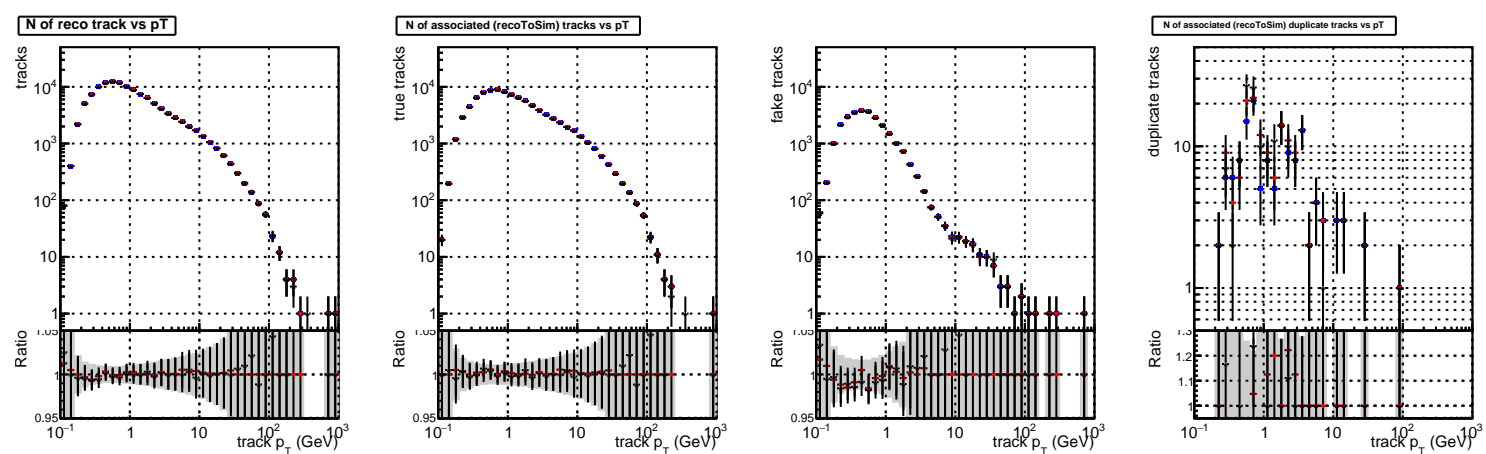 N of reco track vs pT
tracks
10^4
10^3
10^2
10
1
Ratio
1.05
1
0.95
10^-1 1 10 10^2 10^3
track p_T (GeV)
N of associated (recoToSim) tracks vs pT
true tracks
10^4
10^3
10^2
10
1
Ratio
1.05
1
0.95
10^-1 1 10 10^2 10^3
track p_T (GeV)
fake tracks
10^4
10^3
10^2
10
1
Ratio
1.05
1
0.95
10^-1 1 10 10^2 10^3
track p_T (GeV)
N of associated (recoToSim) duplicate tracks vs pT
duplicate tracks
10
1
Ratio
1.3
1.2
1.1
1
10^-1 1 10 10^2 10^3
track p_T (GeV)